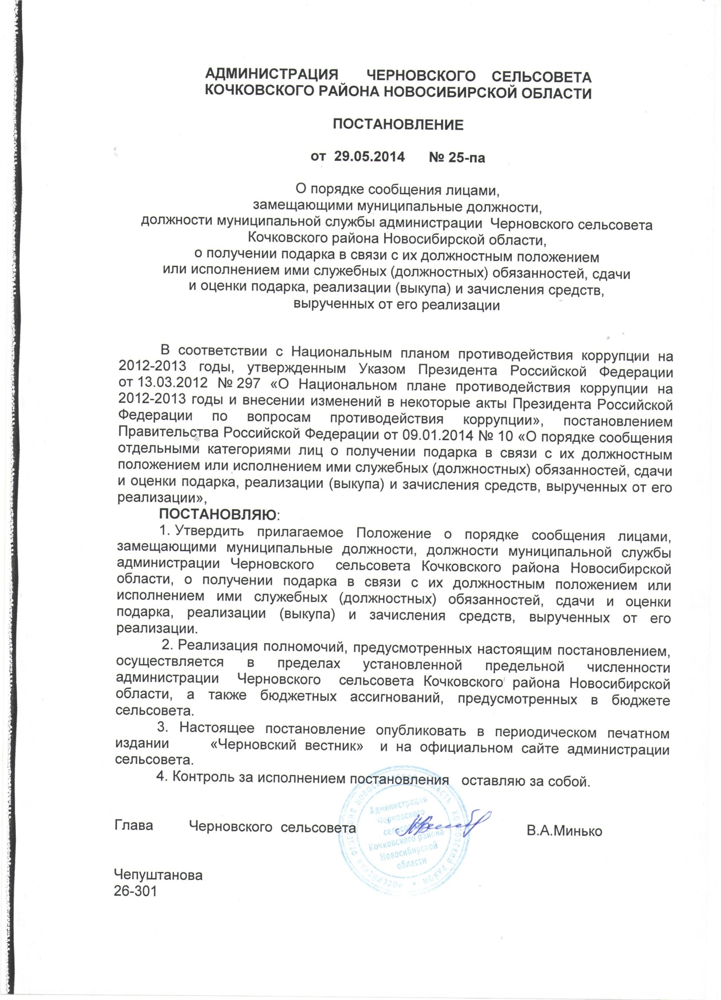 АДМИНИСТРАЦИЯ ЧЕРНОВСКОГО СЕЛЬСОВЕТА
КОЧКОВСКОГО РАЙОНА НОВОСИБИРСКОЙ ОБЛАСТИ
ПОСТАНОВЛЕНИЕ
от 29.05.2014 № 25-па
О порядке сообщения лицами,
замещающими муниципальные должности,
должности муниципальной службы администрации Черновского сельсовета
Кочковского района Новосибирской области,
о получении подарка в связи с их должностным положением
или исполнением ими служебных (должностных) обязанностей, сдачи
и оценки подарка, реализации (выкупа) и зачисления средств,
вырученных от его реализации
В соответствии с Национальным планом противодействия коррупции на
2012-2013 годы, утвержденным Указом Президента Российской Федерации
от 13.03.2012 № 297 «О Национальном плане противодействия коррупции на
2012-2013 годы и внесении изменений в некоторые акты Президента Российской
Федерации по вопросам противодействия коррупции», постановлением
Правительства Российской Федерации от 09.01.2014 № 10 «О порядке сообщения
отдельными категориями лиц о получении подарка в связи с их должностным
положением или исполнением ими служебных (должностных) обязанностей, сдачи
и оценки подарка, реализации (выкупа) и зачисления средств, вырученных от его
реализации»,
ПОСТАНОВЛЯЮ:
1. Утвердить прилагаемое Положение о порядке сообщения лицами,
замещающими муниципальные должности, должности муниципальной службы
администрации Черновского сельсовета Кочковского района Новосибирской
области, о получении подарка в связи с их должностным положением или
исполнением ими служебных (должностных) обязанностей, сдачи и оценки
подарка, реализации (выкупа) и зачисления средств, вырученных от его
реализации.
2. Реализация полномочий, предусмотренных настоящим постановлением,
осуществляется в пределах установленной предельной численности
администрации Черновского сельсовета Кочковского района Новосибирской
области, а также бюджетных ассигнований, предусмотренных в бюджете
сельсовета.
3. Настоящее постановление опубликовать в периодическом печатном
издании «Черновский вестник» и на официальном сайте администрации
сельсовета.
4. Контроль за исполнением постановления оставляю за собой.
Глава Черновского сельсовета В.А.Минько
Администрация
Черновского
Кочковского района
Новосибирской
области
РОССИЙСКАЯ ФЕДЕРАЦИЯ НОВОСИБИРСКАЯ ОБЛАСТЬ КОЧКОВСКИЙ РАЙОН
Чепуштанова
26-301